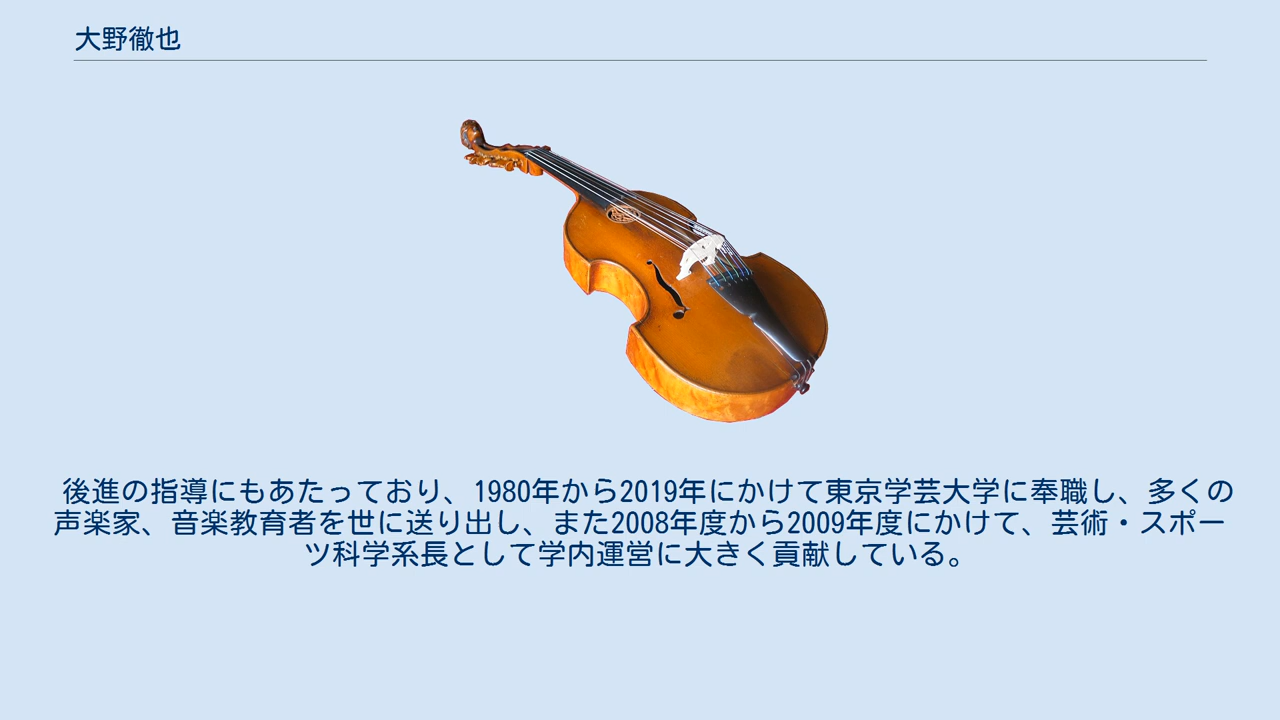 大野徹也
後進の指導にもあたっており、1980年から2019年にかけて東京学芸大学に奉職し、多くの
声楽家、音楽教育者を世に送り出し、また2008年度から2009年度にかけて、芸術・スポー
ツ科学系長として学内運営に大きく貢献している。